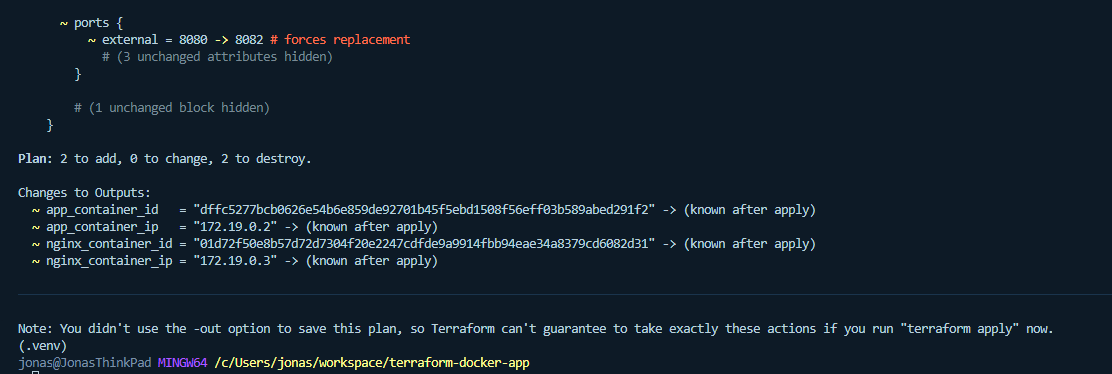 ~ ports {
~ external = 8080 -> 8082 # forces replacement
# (3 unchanged attributes hidden)
}
# (1 unchanged block hidden)
}
Plan: 2 to add, 0 to change, 2 to destroy.
Changes to Outputs:
~ app_container_id   = "dffc5277bcb0626e54b6e859de92701b45f5ebd1508f56eff03b589abed291f2" -> (known after apply)
~ app_container_ip   = "172.19.0.2" -> (known after apply)
~ nginx_container_id = "01d72f50e8b57d72d7304f20e2247cdfde9a9914fbb94eae34a8379cd6082d31" -> (known after apply)
~ nginx_container_ip = "172.19.0.3" -> (known after apply)
Note: You didn't use the -out option to save this plan, so Terraform can't guarantee to take exactly these actions if you run "terraform apply" now.
(.venv)
jonas@JonasThinkPad MINGW64 /c/Users/jonas/workspace/terraform-docker-app